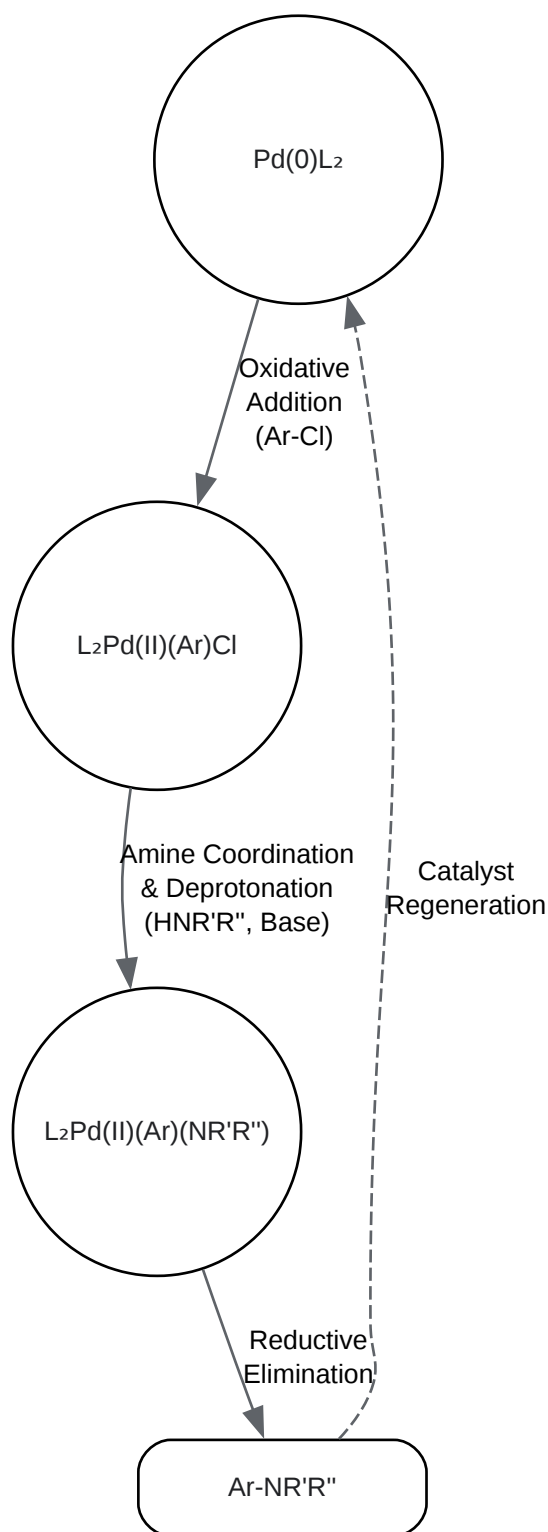 Pd(0)L₂
Oxidative
Addition
(Ar-Cl)
L₂Pd(II)(Ar)Cl
Amine Coordination
& Deprotonation
(HNR'R", Base)
Catalyst
Regeneration
L₂Pd(II)(Ar)(NR'R")
Reductive
Elimination
Ar-NR'R"